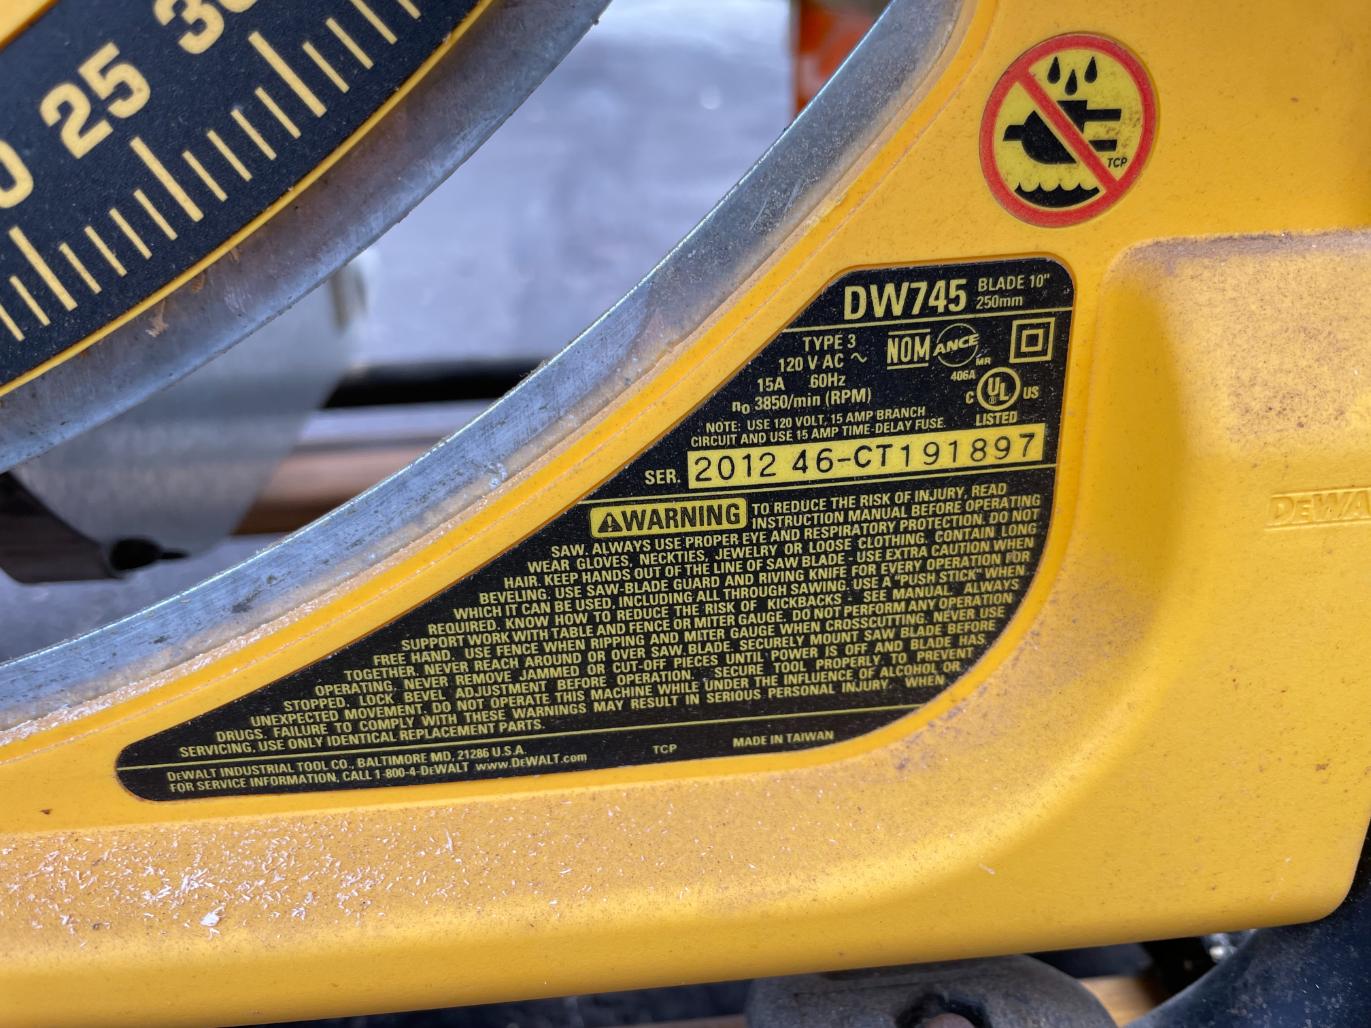 25
30
TCP
DW745 BLADE 10"
250mm
TYPE 3
120 V AC ~
15A 60Hz
n0 3850/min (RPM)
NOM ANCE MR
406A
C UL US
LISTED
NOTE: USE 120 VOLT, 15 AMP BRANCH
CIRCUIT AND USE 15 AMP TIME-DELAY FUSE.
SER. 2012 46-CT191897
WARNING TO REDUCE THE RISK OF INJURY, READ
INSTRUCTION MANUAL BEFORE OPERATING
SAW. ALWAYS USE PROPER EYE AND RESPIRATORY PROTECTION. DO NOT
WEAR GLOVES, NECKTIES, JEWELRY OR LOOSE CLOTHING. CONTAIN LONG
HAIR. KEEP HANDS OUT OF THE LINE OF SAW BLADE - USE EXTRA CAUTION WHEN
BEVELING. USE SAW-BLADE GUARD AND RIVING KNIFE FOR EVERY OPERATION FOR
WHICH IT CAN BE USED, INCLUDING ALL THROUGH SAWING. USE A "PUSH STICK" WHEN
REQUIRED. KNOW HOW TO REDUCE THE RISK OF KICKBACKS - SEE MANUAL. ALWAYS
SUPPORT WORK WITH TABLE AND FENCE OR MITER GAUGE. DO NOT PERFORM ANY OPERATION
FREE HAND. USE FENCE WHEN RIPPING AND MITER GAUGE WHEN CROSSCUTTING. NEVER USE
TOGETHER. NEVER REACH AROUND OR OVER SAW BLADE. SECURELY MOUNT SAW BLADE BEFORE
OPERATING. NEVER REMOVE JAMMED OR CUT-OFF PIECES UNTIL POWER IS OFF AND BLADE HAS
STOPPED. LOCK BEVEL ADJUSTMENT BEFORE OPERATION. SECURE TOOL PROPERLY TO PREVENT
UNEXPECTED MOVEMENT. DO NOT OPERATE THIS MACHINE WHILE UNDER THE INFLUENCE OF ALCOHOL OR
DRUGS. FAILURE TO COMPLY WITH THESE WARNINGS MAY RESULT IN SERIOUS PERSONAL INJURY. WHEN
SERVICING, USE ONLY IDENTICAL REPLACEMENT PARTS.
DEWALT INDUSTRIAL TOOL CO., BALTIMORE MD, 21286 U.S.A.
FOR SERVICE INFORMATION, CALL 1-800-4-DEWALT www.DEWALT.com TCP MADE IN TAIWAN